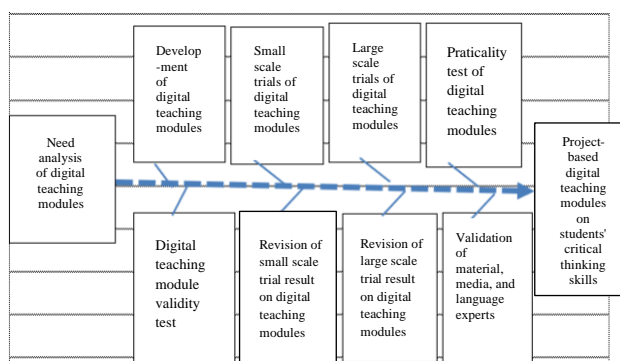 Need
analysis
of digital
teaching
modules
Develop
-ment
of
digital
teaching
modules
Small
scale
trials of
digital
teaching
modules
Large
scale
trials of
digital
teaching
modules
Praticality
test of
digital
teaching
modules
Digital
teaching
module
validity
test
Revision of
small scale
trial result
on digital
teaching
modules
Revision of
large scale
trial result
on digital
teaching
modules
Validation
of
material,
media, and
language
experts
Project-
based
digital
teaching
modules
on
students'
critical
thinking
skills